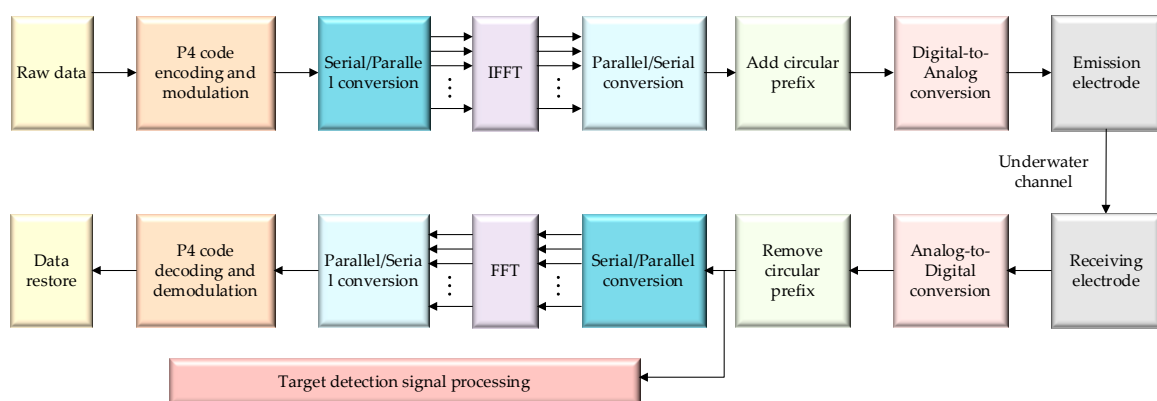 Raw data
P4 code
encoding and
modulation
Serial/Paralle
l conversion
IFFT
Parallel/Serial
conversion
Add circular
prefix
Digital-to-
Analog
conversion
Emission
electrode
Underwater
channel
Data
restore
P4 code
decoding and
demodulation
Parallel/Seria
l conversion
FFT
Serial/Parallel
conversion
Remove
circular
prefix
Analog-to-
Digital
conversion
Receiving
electrode
Target detection signal processing